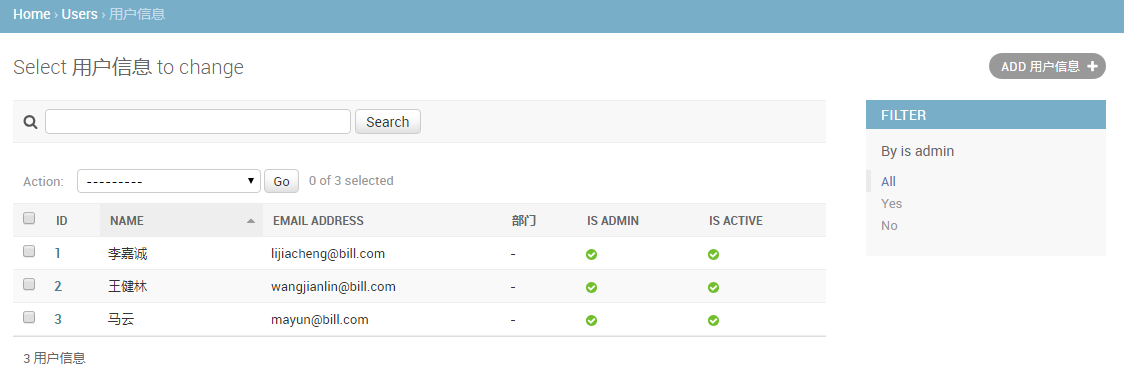 Home › Users › 用户信息
Select 用户信息 to change
ADD 用户信息 +
Search
FILTER
By is admin
All
Yes
No
Action: --------- Go 0 of 3 selected
ID NAME EMAIL ADDRESS 部门 IS ADMIN IS ACTIVE
1 李嘉诚 lijiacheng@bill.com -
2 王健林 wangjianlin@bill.com -
3 马云 mayun@bill.com -
3 用户信息